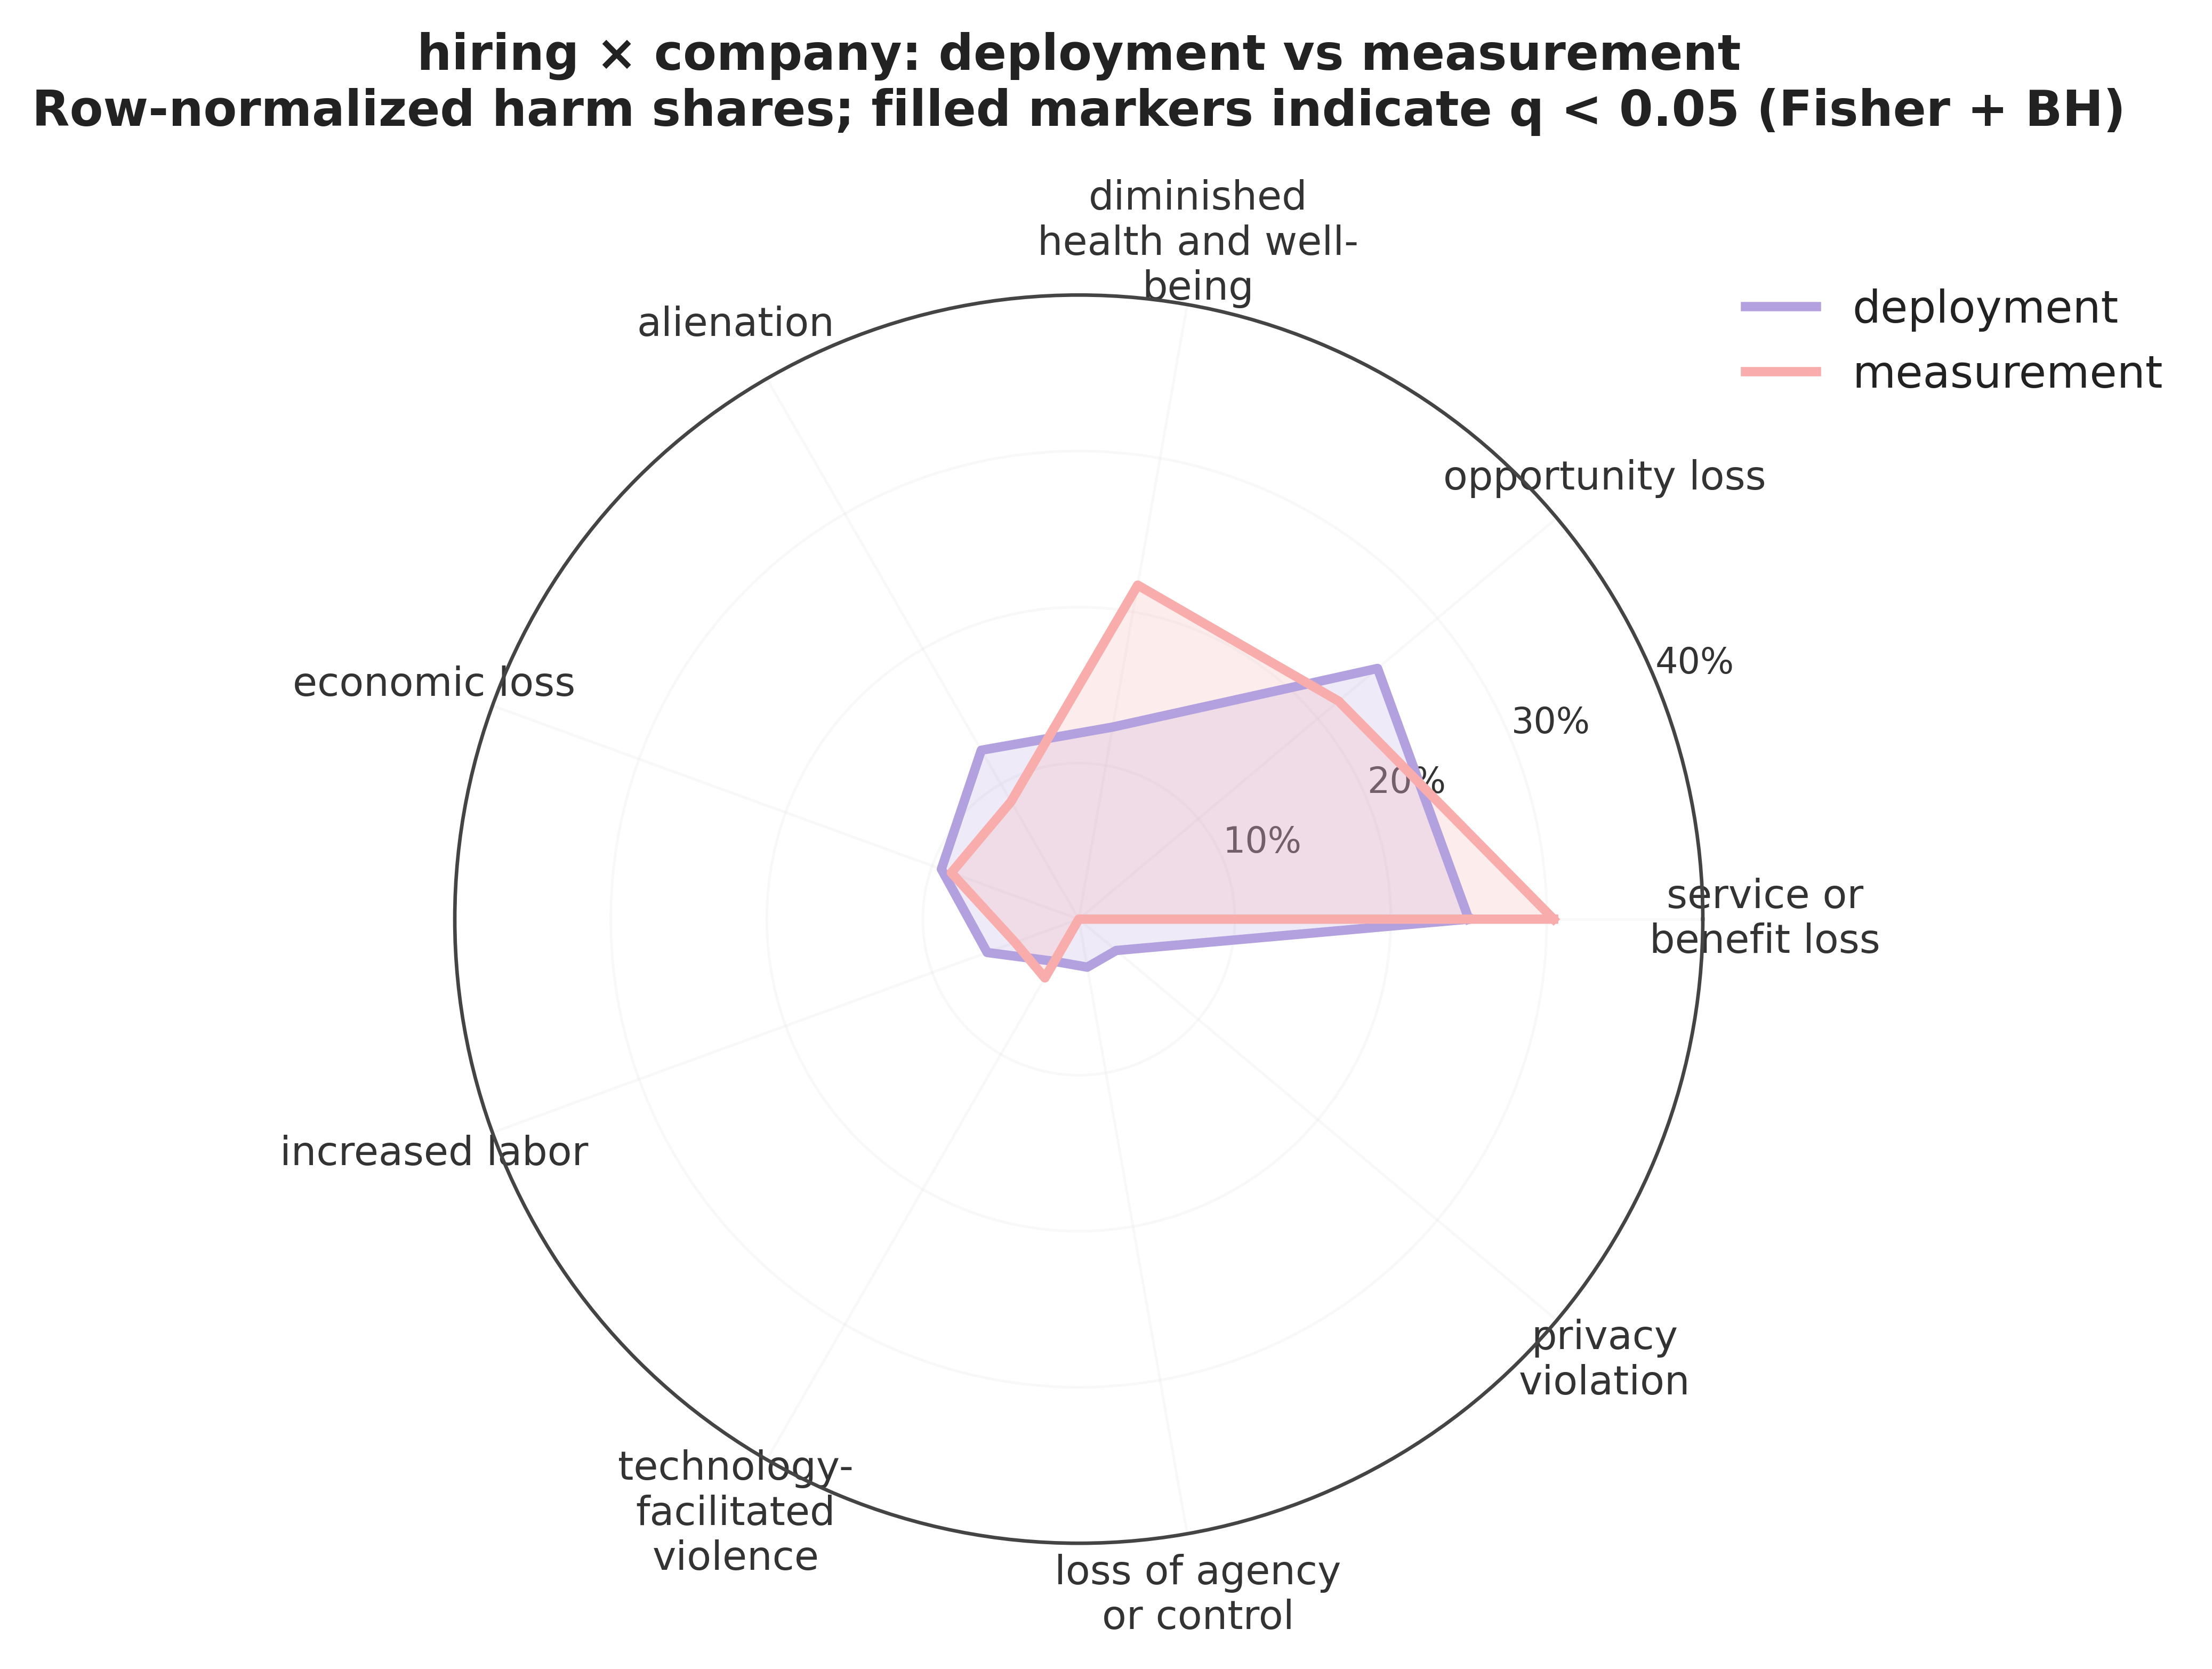 hiring × company: deployment vs measurement
Row-normalized harm shares; filled markers indicate q < 0.05 (Fisher + BH)
diminished
health and well-
being
alienation
deployment
measurement
opportunity loss
economic loss
40%
30%
20%
10%
service or
benefit loss
increased labor
privacy
violation
technology-
facilitated
violence
loss of agency
or control